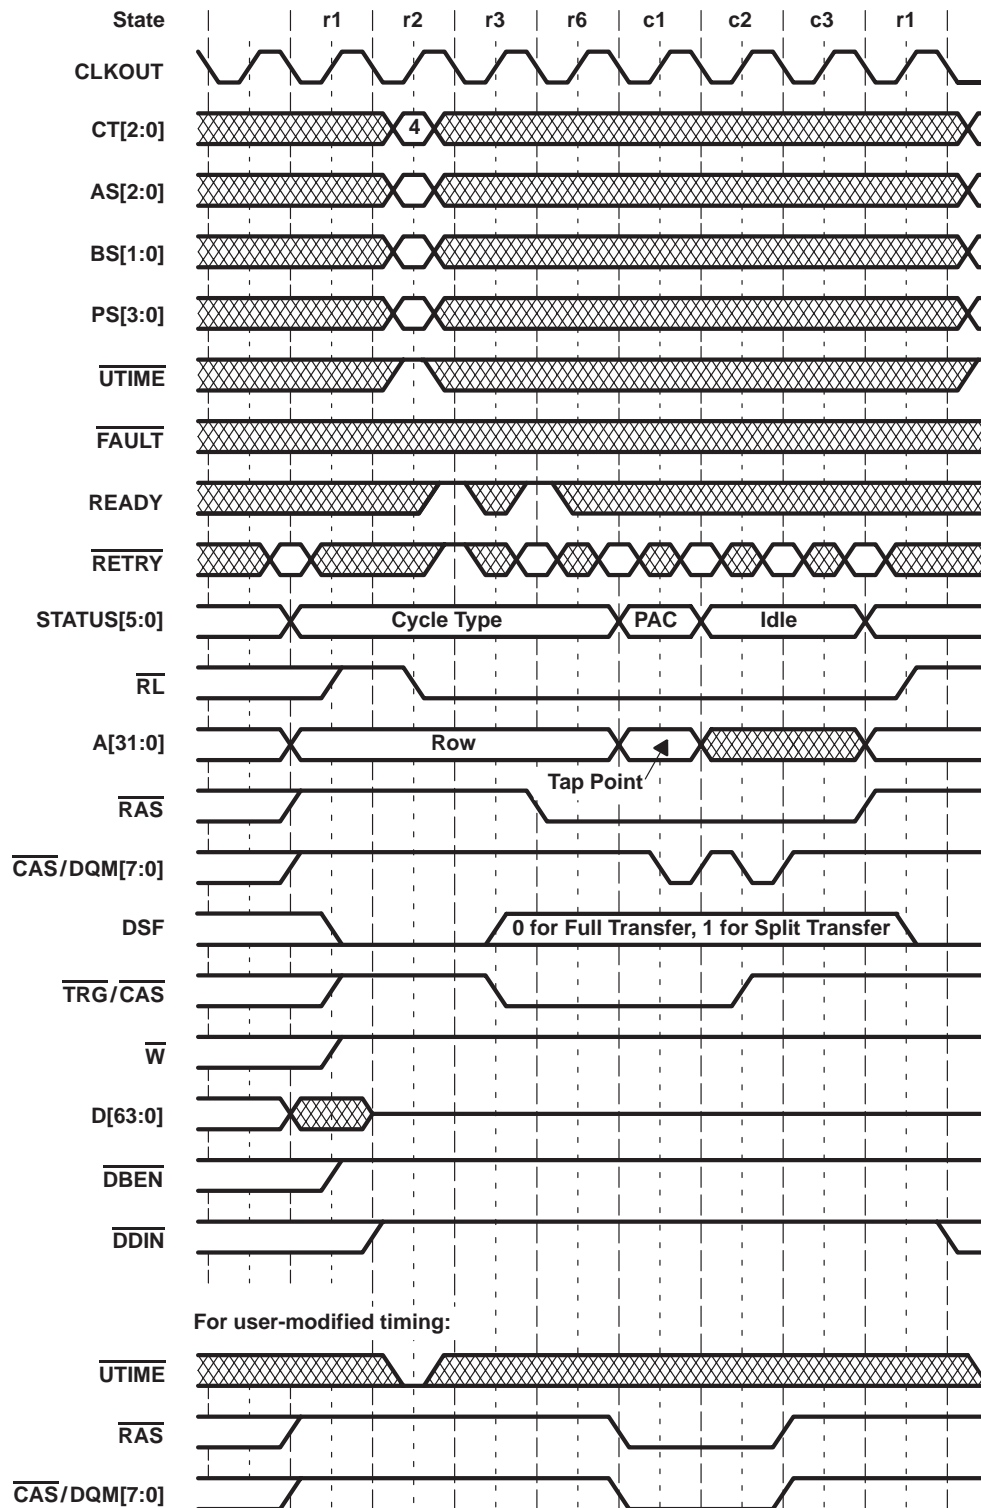 State r1 r2 r3 r6 c1 c2 c3 r1
CLKOUT
CT[2:0] 4
AS[2:0]
BS[1:0]
PS[3:0]
UTIME
FAULT
READY
RETRY
STATUS[5:0] Cycle Type PAC Idle
RL
A[31:0] Row
Tap Point
RAS
CAS/DQM[7:0]
DSF 0 for Full Transfer, 1 for Split Transfer
TRG/CAS
W
D[63:0]
DBEN
DDIN
For user-modified timing:
UTIME
RAS
CAS/DQM[7:0]